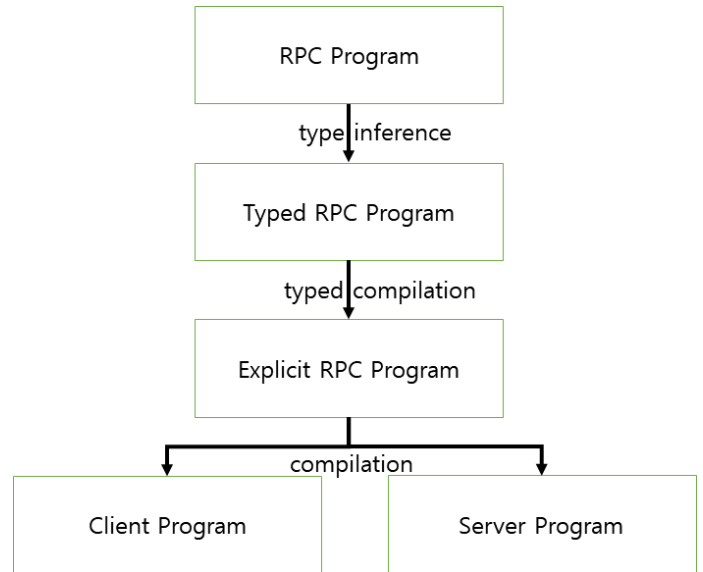 RPC Program
type inference
Typed RPC Program
typed compilation
Explicit RPC Program
compilation
Client Program
Server Program